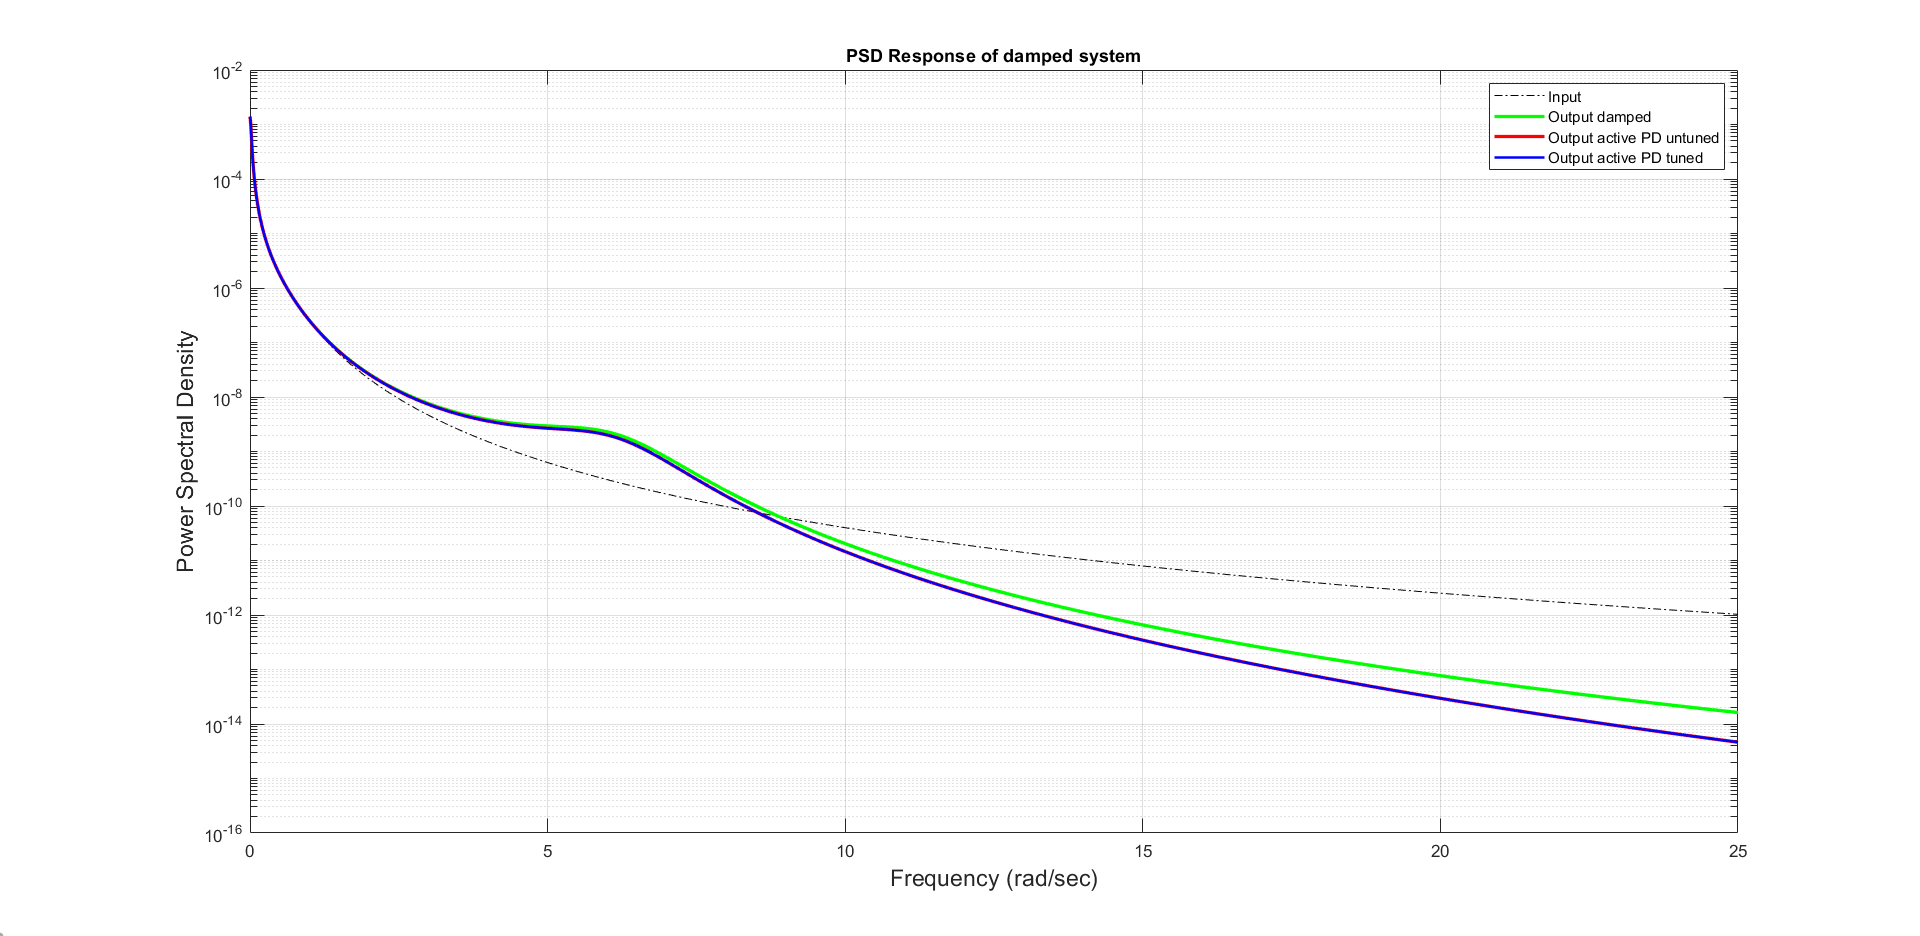 PSD Response of damped system
Input
Output damped
Output active PD untuned
Output active PD tuned
Power Spectral Density
10^-2
10^-4
10^-6
10^-8
10^-10
10^-12
10^-14
10^-16
0 5 10 15 20 25
Frequency (rad/sec)